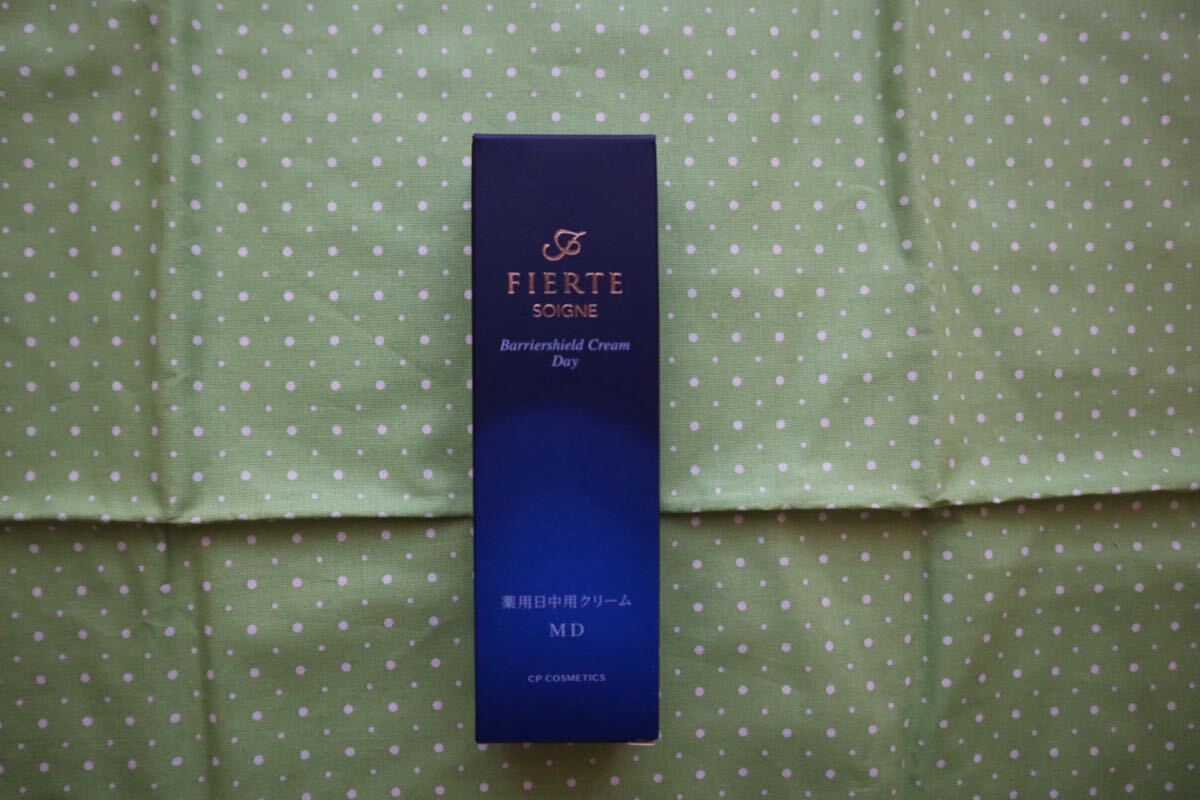 FIERTE
SOIGNE
Barriershield Cream
Day
薬用日中用クリーム
MD
CP COSMETICS